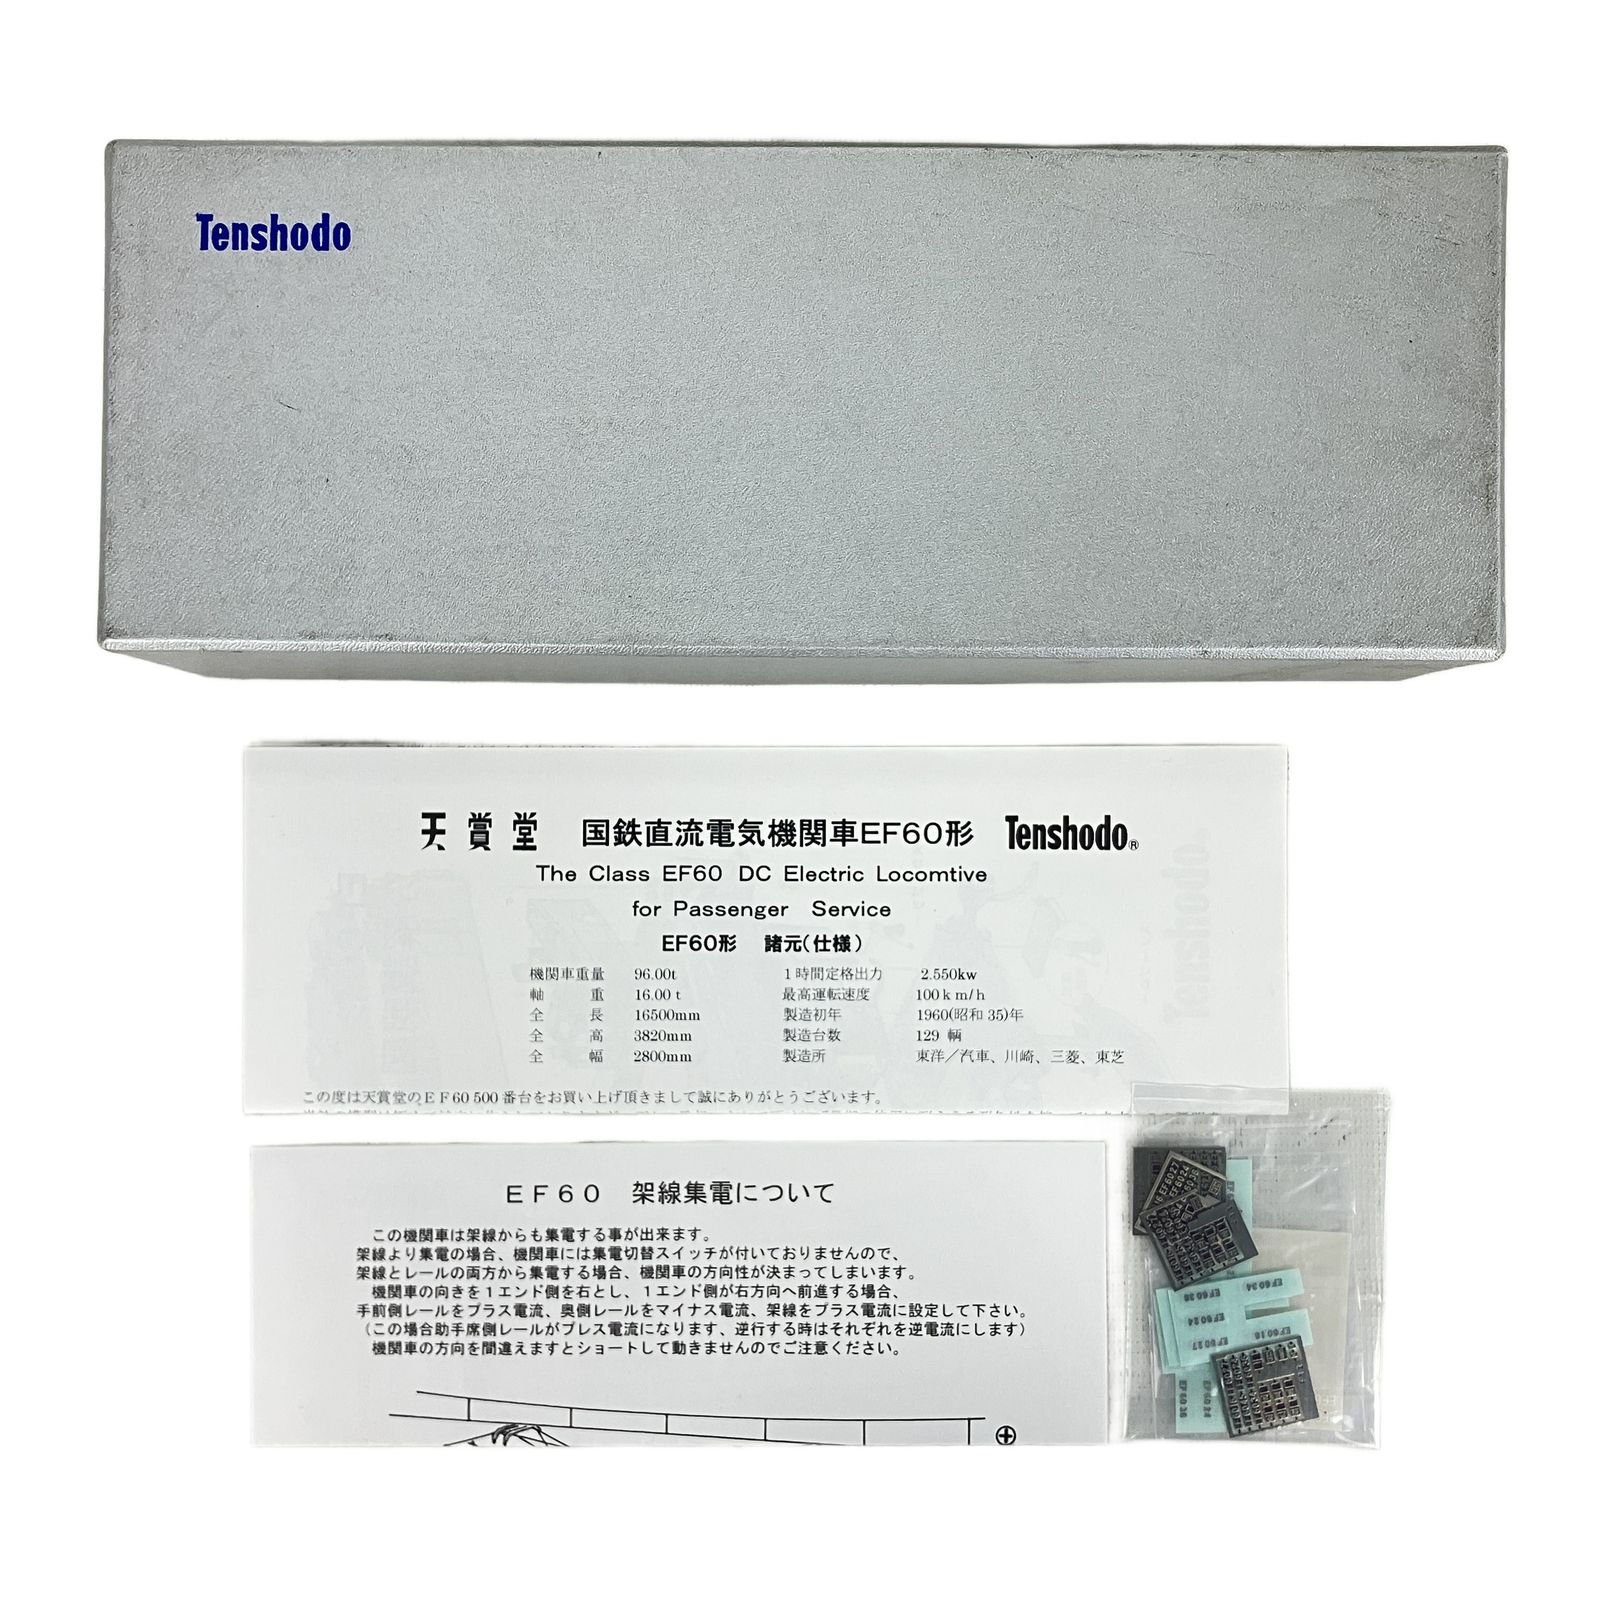 Tenshodo
天賞堂 国鉄直流電気機関車EF60形 Tenshodo®
The Class EF60 DC Electric Locomtive
for Passenger Service
EF60形 諸元(仕様)
機関車重量 96.00t 1時間定格出力 2.550kw
軸重 16.00t 最高運転速度 100km/h
全長 16500mm 製造初年 1960(昭和35)年
全高 3820mm 製造台数 129 輌
全幅 2800mm 製造所 東洋／汽車、川崎、三菱、東芝
この度は天賞堂のEF60 500番台をお買い上げ頂きまして誠にありがとうございます。
EF60 架線集電について
この機関車は架線からも集電する事が出来ます。
架線より集電の場合、機関車には集電切替スイッチが付いておりませんので、
架線とレールの両方から集電する場合、機関車の方向性が決まってしまいます。
機関車の向きを1エンド側を右とし、1エンド側が右方向へ前進する場合、
手前側レールをプラス電流、奥側レールをマイナス電流、架線をプラス電流に設定して下さい。
(この場合助手席側レールがプレス電流になります、逆行する時はそれぞれを逆電流にします)
機関車の方向を間違えますとショートして動きませんのでご注意ください。
EF6027
EF6024
EF60 34
EF60 36
EF60 24
EF60 27
EF60 16
EF60 36
EF60 24